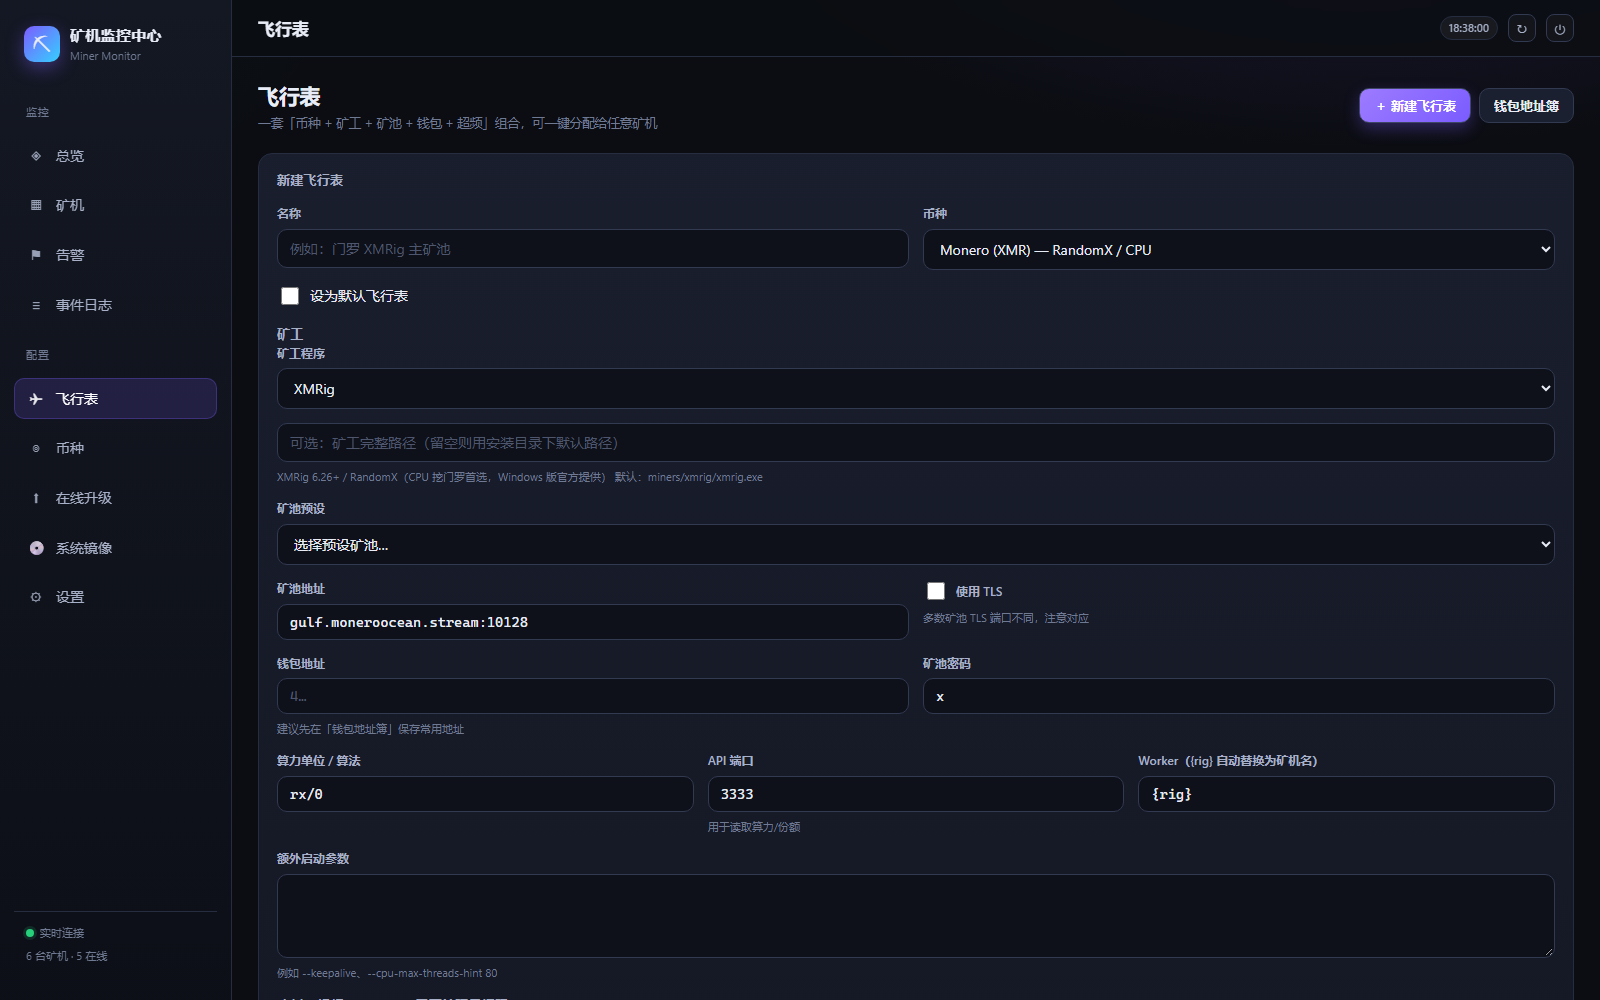 矿机监控中心
Miner Monitor
监控
总览
矿机
告警
事件日志
配置
飞行表
币种
在线升级
系统镜像
设置
实时连接
6 台矿机 · 5 在线
飞行表
18:38:00
飞行表
一套「币种 + 矿工 + 矿池 + 钱包 + 超频」组合，可一键分配给任意矿机
+ 新建飞行表
钱包地址簿
新建飞行表
名称
币种
例如：门罗 XMRig 主矿池
Monero (XMR) — RandomX / CPU
设为默认飞行表
矿工
矿工程序
XMRig
可选：矿工完整路径（留空则用安装目录下默认路径）
XMRig 6.26+ / RandomX（CPU 挖门罗首选，Windows 版官方提供） 默认：miners/xmrig/xmrig.exe
矿池预设
选择预设矿池...
矿池地址
使用 TLS
gulf.moneroocean.stream:10128
多数矿池 TLS 端口不同，注意对应
钱包地址
矿池密码
4...
x
建议先在「钱包地址簿」保存常用地址
算力单位 / 算法
API 端口
Worker（{rig} 自动替换为矿机名）
rx/0
3333
{rig}
用于读取算力/份额
额外启动参数
例如 --keepalive、--cpu-max-threads-hint 80